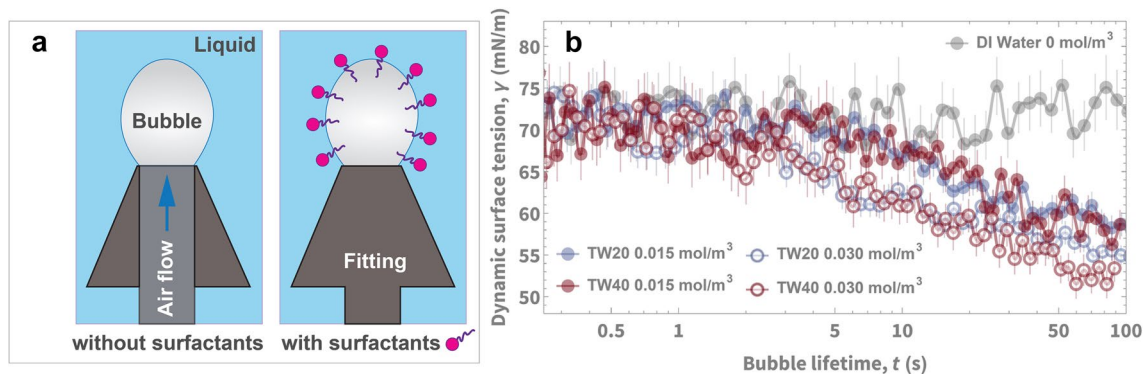 a
Liquid
Bubble
Air flow
without surfactants
Fitting
with surfactants
b
Dynamic surface tension, γ (mN/m)
80
75
70
65
60
55
50
DI Water 0 mol/m³
TW20 0.015 mol/m³
TW20 0.030 mol/m³
TW40 0.015 mol/m³
TW40 0.030 mol/m³
0.5 1 5 10 50 100
Bubble lifetime, t (s)